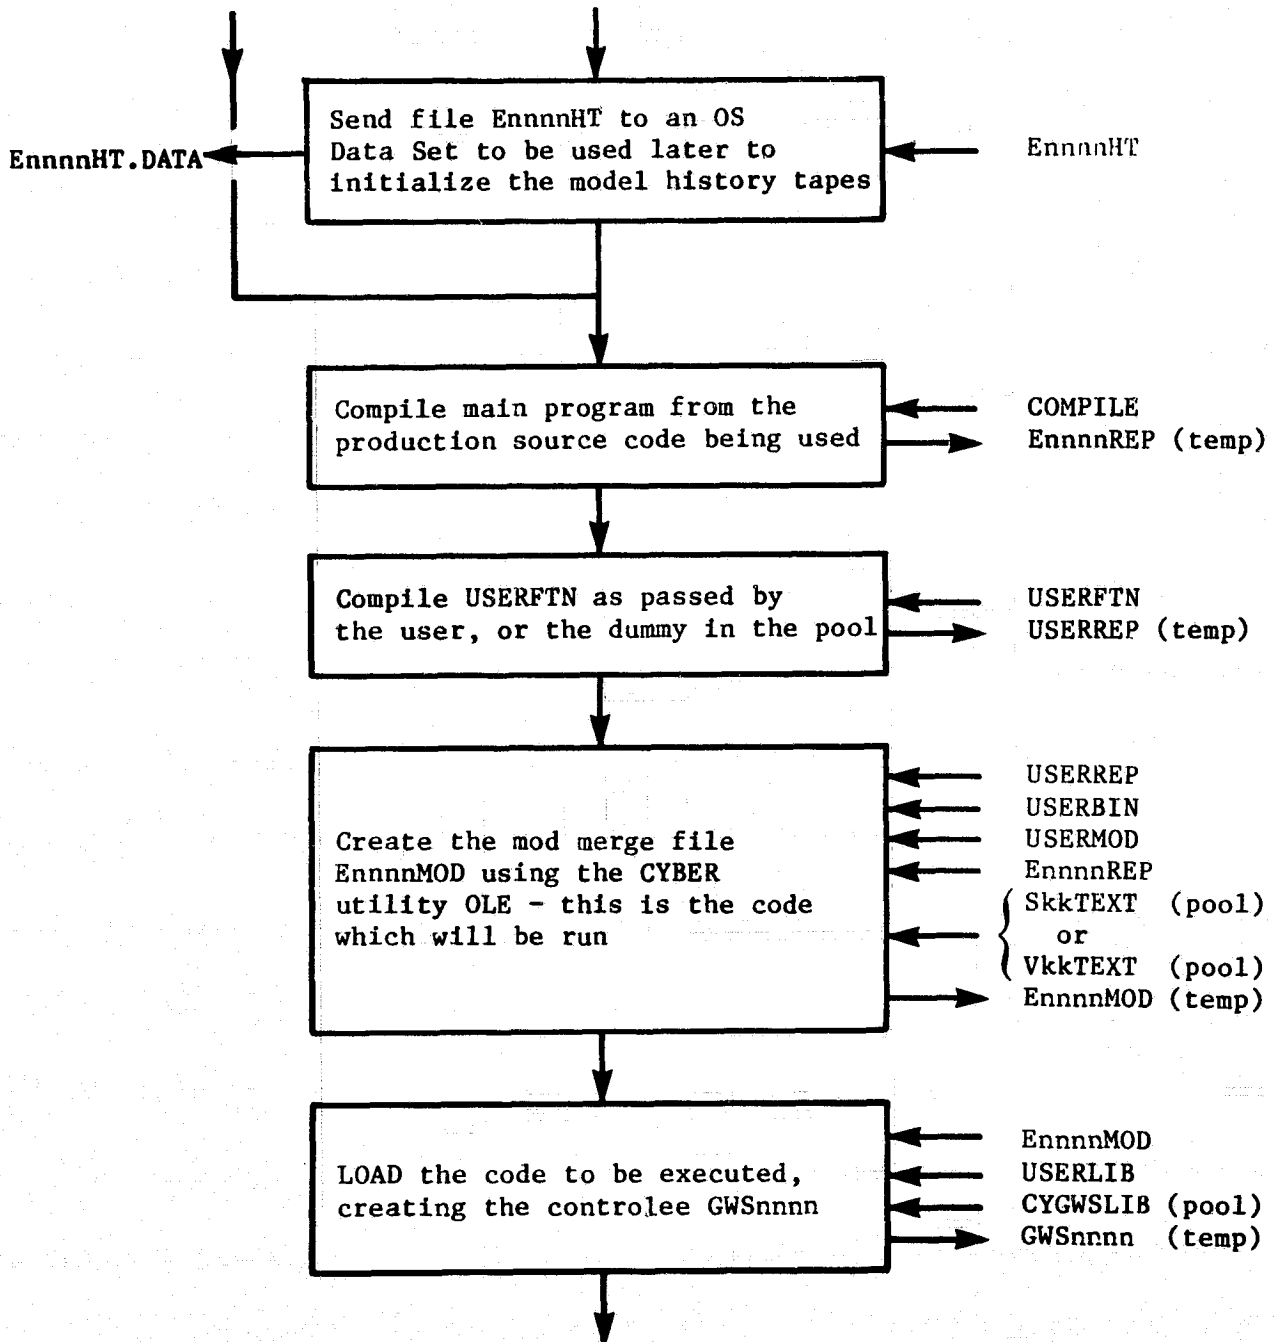 Send file EnnnnHT to an OS
Data Set to be used later to
initialize the model history tapes
EnnnnHT.DATA
EnnnnHT
Compile main program from the
production source code being used
COMPILE
EnnnnREP (temp)
Compile USERFTN as passed by
the user, or the dummy in the pool
USERFTN
USERREP (temp)
Create the mod merge file
EnnnnMOD using the CYBER
utility OLE - this is the code
which will be run
USERREP
USERBIN
USERMOD
EnnnnREP
SkkTEXT (pool)
or
VkkTEXT (pool)
EnnnnMOD (temp)
LOAD the code to be executed,
creating the controlee GWSnnnn
EnnnnMOD
USERLIB
CYGWSLIB (pool)
GWSnnnn (temp)